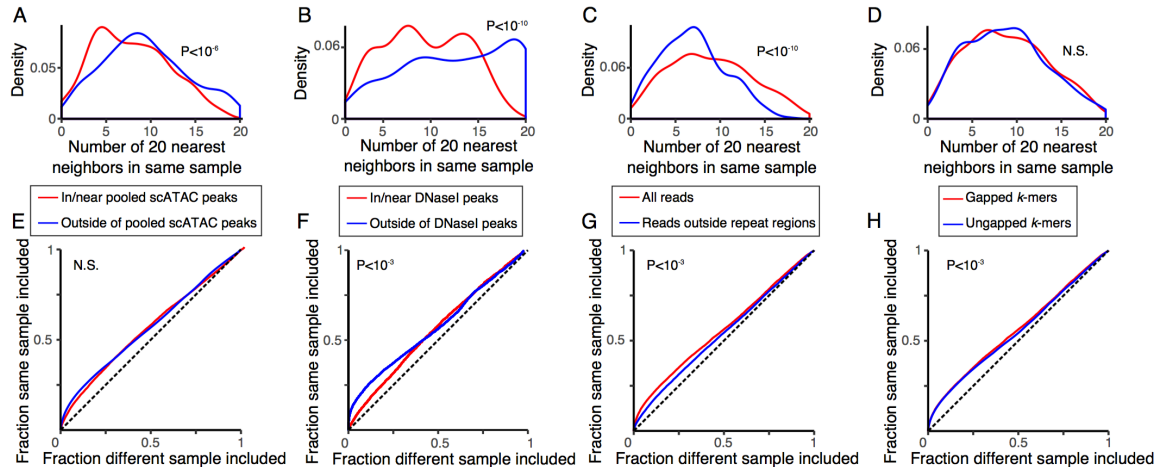 A
Density
0.05
0
P<10-6
0 5 10 15 20
Number of 20 nearest
neighbors in same sample
In/near pooled scATAC peaks
Outside of pooled scATAC peaks
B
Density
0.06
0
P<10-10
0 5 10 15 20
Number of 20 nearest
neighbors in same sample
In/near DNaseI peaks
Outside of DNaseI peaks
C
Density
0.06
0
P<10-10
0 5 10 15 20
Number of 20 nearest
neighbors in same sample
All reads
Reads outside repeat regions
D
Density
0.06
0
N.S.
0 5 10 15 20
Number of 20 nearest
neighbors in same sample
Gapped k-mers
Ungapped k-mers
E
Fraction same sample included
1
0.5
N.S.
0 0.5 1
Fraction different sample included
F
Fraction same sample included
1
0.5
P<10-3
0 0.5 1
Fraction different sample included
G
Fraction same sample included
1
0.5
P<10-3
0 0.5 1
Fraction different sample included
H
Fraction same sample included
1
0.5
P<10-3
0 0.5 1
Fraction different sample included